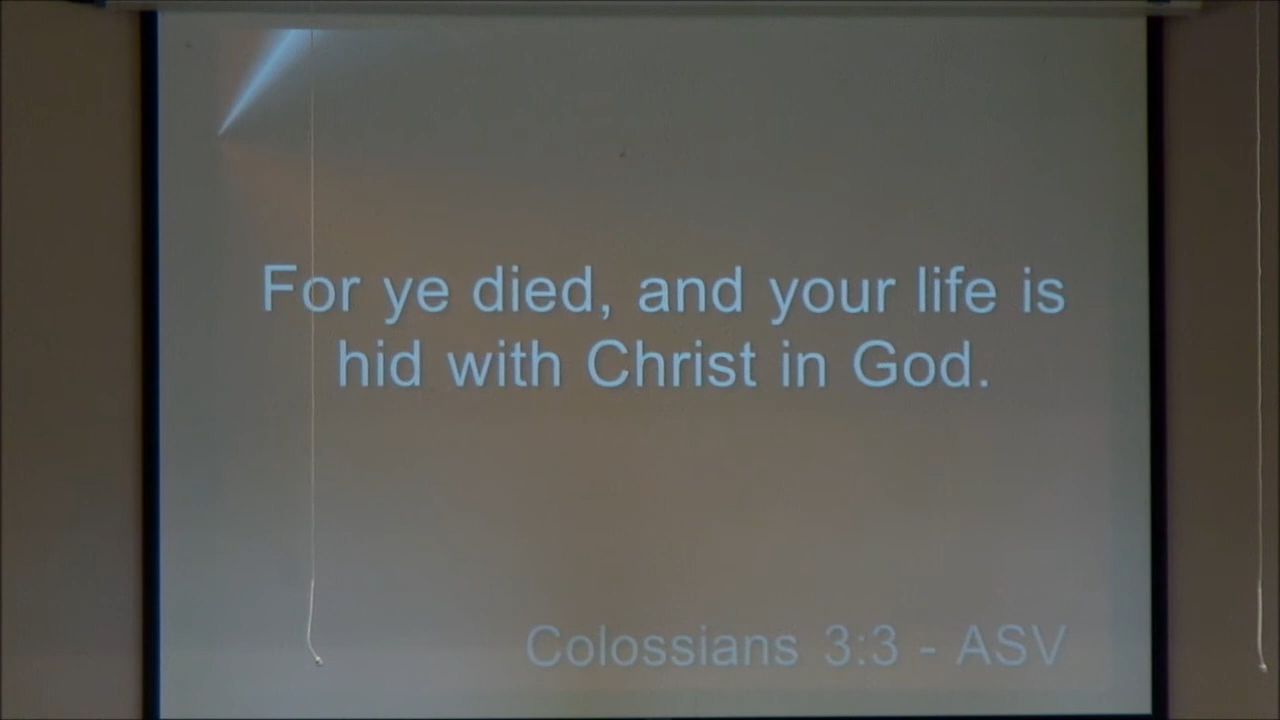 For ye died, and your life is
hid with Christ in God.
Colossians 3:3 - ASV